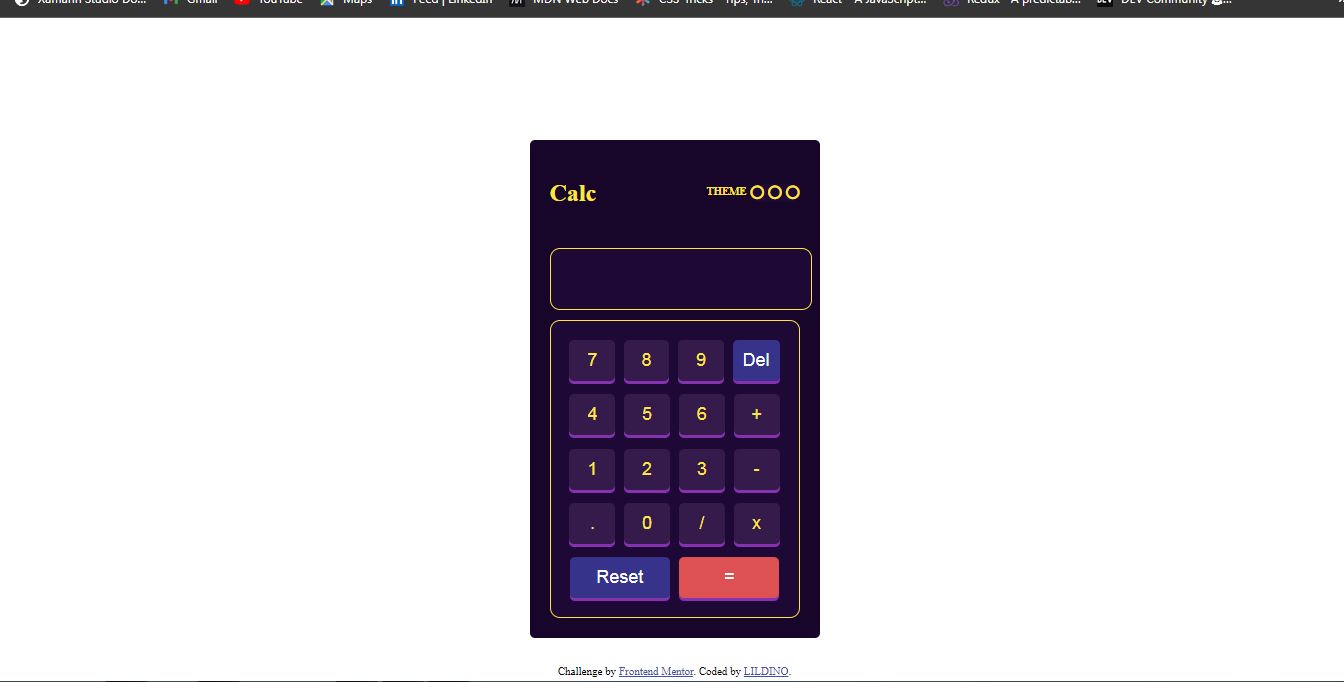 Xamarin Studio Do... Gmail YouTube Maps Feed | LinkedIn MDN Web Docs CSS-Tricks - Tips, Tri... React – A JavaScript... Redux - A predictab... DEV Community
Calc THEME
7 8 9 Del
4 5 6 +
1 2 3 -
. 0 / x
Reset =
Challenge by Frontend Mentor. Coded by LILDINO.